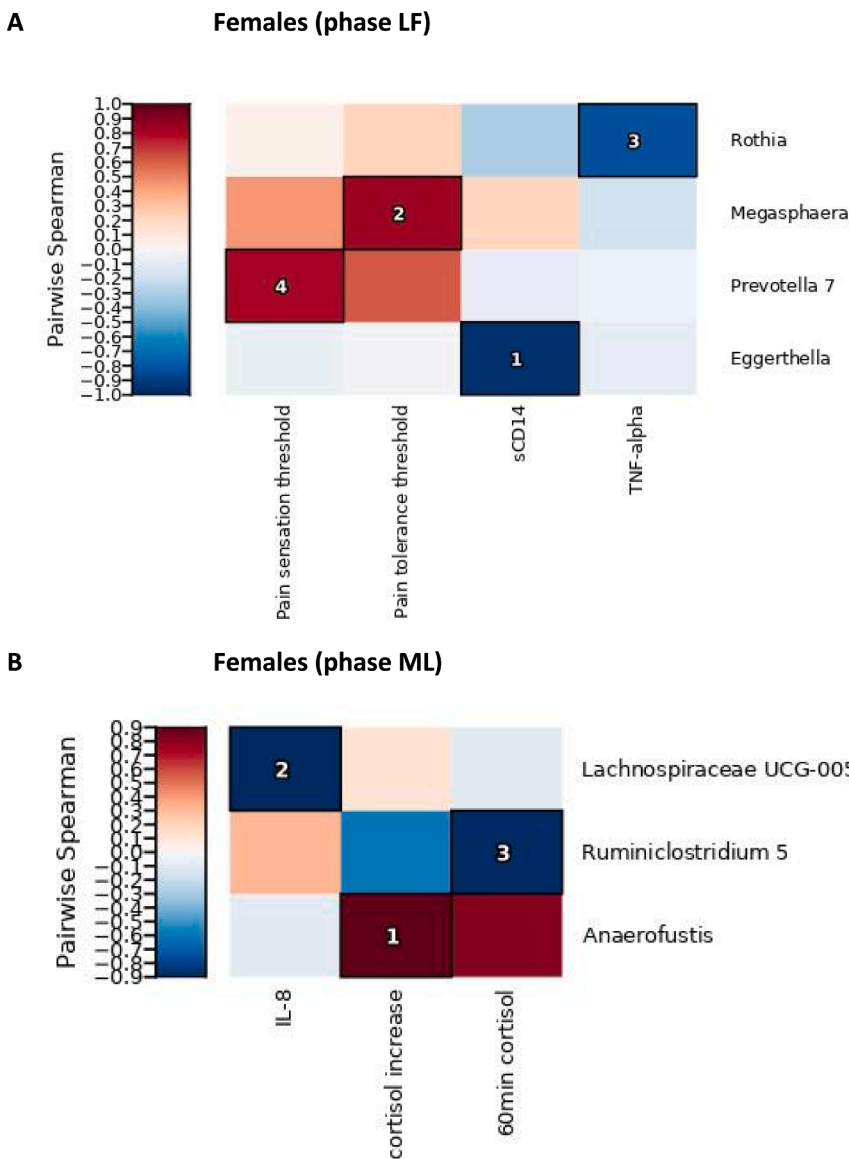 A
Females (phase LF)
Pairwise Spearman
1.0
0.9
0.8
0.7
0.6
0.5
0.4
0.3
0.2
0.1
0.0
−0.1
−0.2
−0.3
−0.4
−0.5
−0.6
−0.7
−0.8
−0.9
−1.0
3
2
4
1
Rothia
Megasphaera
Prevotella 7
Eggerthella
Pain sensation threshold
Pain tolerance threshold
sCD14
TNF-alpha
B
Females (phase ML)
Pairwise Spearman
0.9
0.8
0.7
0.6
0.5
0.4
0.3
0.2
0.1
0.0
−0.1
−0.2
−0.3
−0.4
−0.5
−0.6
−0.7
−0.8
−0.9
2
3
1
Lachnospiraceae UCG-005
Ruminiclostridium 5
Anaerofustis
IL-8
cortisol increase
60min cortisol